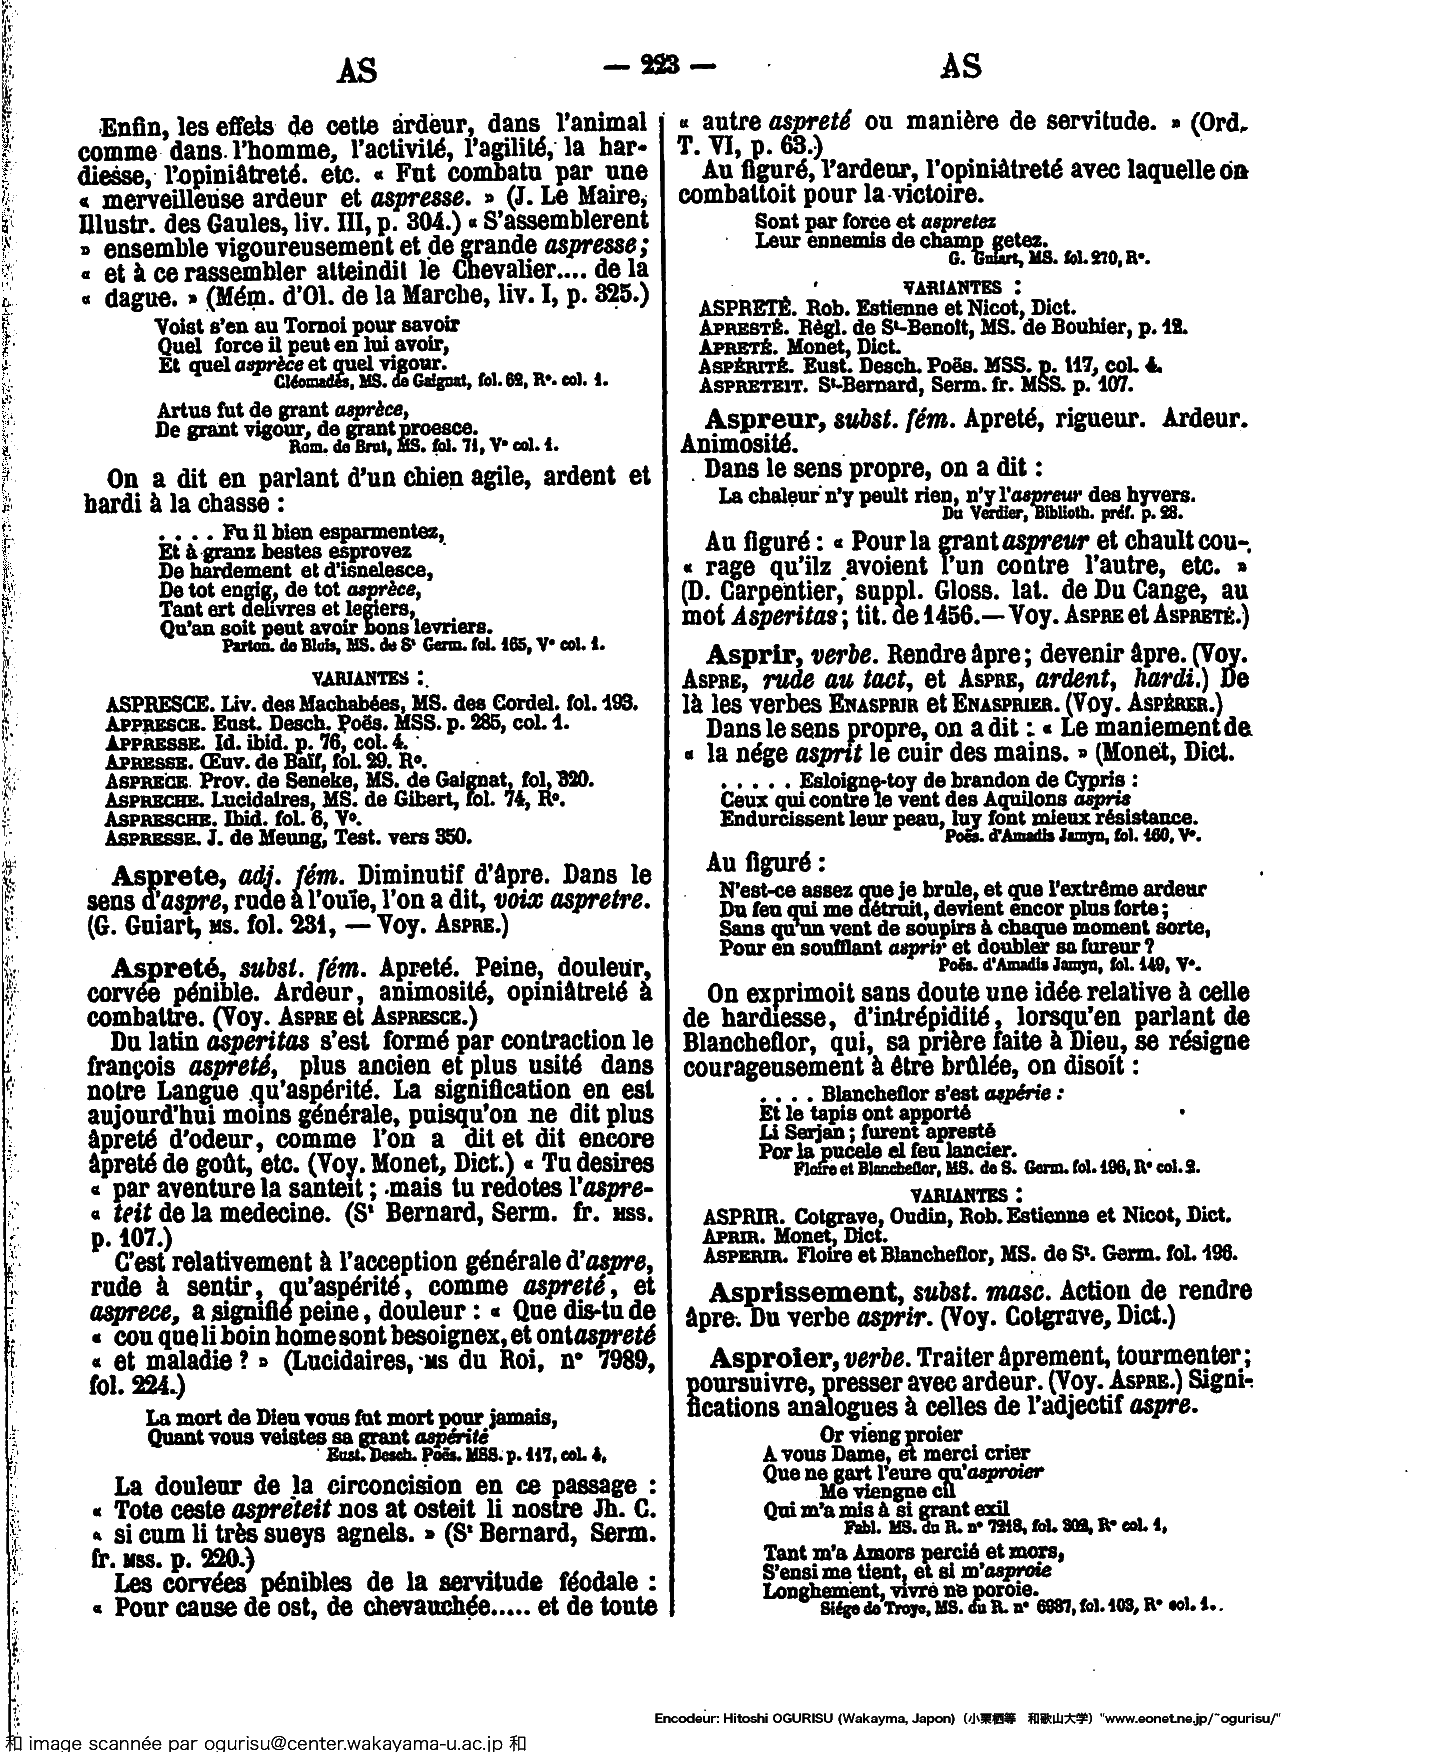 AS — 223 — AS
Enfin, les effets de cette ardeur, dans l'animal
comme dans l'homme, l'activité, l'agilité, la har-
diesse, l'opiniâtreté. etc. « Fut combatu par une
« merveilleuse ardeur et aspresse. » (J. Le Maire,
Illustr. des Gaules, liv. III, p. 304.) « S'assemblerent
» ensemble vigoureusement et de grande aspresse;
« et à ce rassembler atteindit le Chevalier.... de la
« dague. » (Mém. d'Ol. de la Marche, liv. I, p. 325.)
Voist s'en au Tornoi pour savoir
Quel force il peut en lui avoir,
Et quel asprèce et quel vigour.
Cléomadès, MS. de Gaignat, fol. 62, R°. col. 1.
Artus fut de grant asprèce,
De grant vigour, de grant proesce.
Rom. de Brut, MS. fol. 71, V° col. 1.
On a dit en parlant d'un chien agile, ardent et
hardi à la chasse :
. . . . Fu il bien esparmentez,
Et à granz bestes esprovez
De hardement et d'isnelesce,
De tot engig, de tot asprèce,
Tant ert delivres et legiers,
Qu'an soit peut avoir bons levriers.
Parton. de Blois, MS. de St Germ. fol. 165, V° col. 1.
VARIANTES :
ASPRESCE. Liv. des Machabées, MS. des Cordel. fol. 193.
APPRESCE. Eust. Desch. Poës. MSS. p. 285, col. 1.
APPRESSE. Id. ibid. p. 76, col. 4.
APRESSE. Œuv. de Baïf, fol. 29. R°.
ASPRECE. Prov. de Seneke, MS. de Gaignat, fol, 320.
ASPRECHE. Lucidaires, MS. de Gibert, fol. 74, R°.
ASPRESCHE. Ibid. fol. 6, V°.
ASPRESSE. J. de Meung, Test. vers 350.
Asprete, adj. fém. Diminutif d'âpre. Dans le
sens d'aspre, rude à l'ouïe, l'on a dit, voix aspretre.
(G. Guiart, MS. fol. 231, — Voy. ASPRE.)
Aspreté, subst. fém. Apreté. Peine, douleur,
corvée pénible. Ardeur, animosité, opiniâtreté à
combattre. (Voy. ASPRE et ASPRESCE.)
Du latin asperitas s'est formé par contraction le
françois aspreté, plus ancien et plus usité dans
notre Langue qu'aspérité. La signification en est
aujourd'hui moins générale, puisqu'on ne dit plus
âpreté d'odeur, comme l'on a dit et dit encore
âpreté de goût, etc. (Voy. Monet, Dict.) « Tu desires
« par aventure la santeit ; mais tu redotes l'aspre-
« teit de la medecine. (St Bernard, Serm. fr. MSS.
p. 107.)
C'est relativement à l'acception générale d'aspre,
rude à sentir, qu'aspérité, comme aspreté, et
asprece, a signifié peine, douleur : « Que dis-tu de
« cou que li boin home sont besoignex, et ont aspreté
« et maladie ? » (Lucidaires, MS du Roi, n° 7989,
fol. 224.)
La mort de Dieu vous fut mort pour jamais,
Quant vous veistes sa grant aspérité
Eust. Desch. Poës. MSS. p. 117, col. 4,
La douleur de la circoncision en ce passage :
« Tote ceste aspreteit nos at osteit li nostre Jh. C.
« si cum li très sueys agnels. » (St Bernard, Serm.
fr. MSS. p. 220.)
Les corvées pénibles de la servitude féodale :
« Pour cause de ost, de chevauchée..... et de toute
« autre aspreté ou manière de servitude. » (Ord.
T. VI, p. 63.)
Au figuré, l'ardeur, l'opiniâtreté avec laquelle on
combattoit pour la victoire.
Sont par force et aspretez
Leur ennemis de champ getez.
G. Guiart, MS. fol. 270, R°.
VARIANTES :
ASPRETÉ. Rob. Estienne et Nicot, Dict.
APRESTÉ. Règl. de St-Benoît, MS. de Bouhier, p. 12.
APRETÉ. Monet, Dict.
ASPÉRITÉ. Eust. Desch. Poës. MSS. p. 117, col. 4.
ASPRETEIT. St-Bernard, Serm. fr. MSS. p. 107.
Aspreur, subst. fém. Apreté, rigueur. Ardeur.
Animosité.
Dans le sens propre, on a dit :
La chaleur n'y peult rien, n'y l'aspreur des hyvers.
Du Verdier, Biblioth. préf. p. 28.
Au figuré : « Pour la grant aspreur et chault cou-
« rage qu'ilz avoient l'un contre l'autre, etc. »
(D. Carpentier, suppl. Gloss. lat. de Du Cange, au
mot Asperitas ; tit. de 1456.— Voy. ASPRE et ASPRETÉ.)
Asprir, verbe. Rendre âpre ; devenir âpre. (Voy.
ASPRE, rude au tact, et ASPRE, ardent, hardi.) De
là les verbes ENASPRIR et ENASPRIER. (Voy. ASPÉRER.)
Dans le sens propre, on a dit : « Le maniement de
« la nége asprit le cuir des mains. » (Monet, Dict.
. . . . . Esloigne-toy de brandon de Cypris :
Ceux qui contre le vent des Aquilons aspris
Endurcissent leur peau, luy font mieux résistance.
Poës. d'Amadis Jamyn, fol. 160, V°.
Au figuré :
N'est-ce assez que je brule, et que l'extrême ardeur
Du feu qui me détruit, devient encor plus forte ;
Sans qu'un vent de soupirs à chaque moment sorte,
Pour en soufflant asprir et doubler sa fureur ?
Poës. d'Amadis Jamyn, fol. 149, V°.
On exprimoit sans doute une idée relative à celle
de hardiesse, d'intrépidité, lorsqu'en parlant de
Blancheflor, qui, sa prière faite à Dieu, se résigne
courageusement à être brûlée, on disoit :
. . . . Blancheflor s'est aspérie :
Et le tapis ont apporté
Li Serjan ; furent apresté
Por la pucele el feu lancier.
Floire et Blancheflor, MS. de S. Germ. fol. 196, R° col. 2.
VARIANTES :
ASPRIR. Cotgrave, Oudin, Rob. Estienne et Nicot, Dict.
APRIR. Monet, Dict.
ASPERIR. Floire et Blancheflor, MS. de St. Germ. fol. 196.
Asprissement, subst. masc. Action de rendre
âpre. Du verbe asprir. (Voy. Cotgrave, Dict.)
Asproier, verbe. Traiter âprement, tourmenter ;
poursuivre, presser avec ardeur. (Voy. ASPRE.) Signi-
fications analogues à celles de l'adjectif aspre.
Or vieng proier
A vous Dame, et merci crier
Que ne gart l'eure qu'asproier
Me viengne cil
Qui m'a mis à si grant exil
Fabl. MS. du R. n° 7218, fol. 302, R° col. 1,
Tant m'a Amors percié et mors,
S'ensi me tient, et si m'asproie
Longhement, vivre ne poroie.
Siége de Troye, MS. du R. n° 6987, fol. 103, R° col. 1.
Encodeur: Hitoshi OGURISU (Wakayma, Japon) (小栗栖等 和歌山大学) "www.eonet.ne.jp/~ogurisu/"
和 image scannée par ogurisu@center.wakayama-u.ac.jp 和